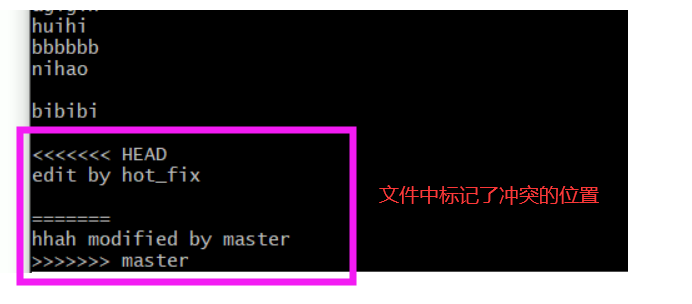 huihi
bbbbbb
nihao
bibibi
<<<<<<< HEAD
edit by hot_fix
=======
hhah modified by master
>>>>>>> master
文件中标记了冲突的位置